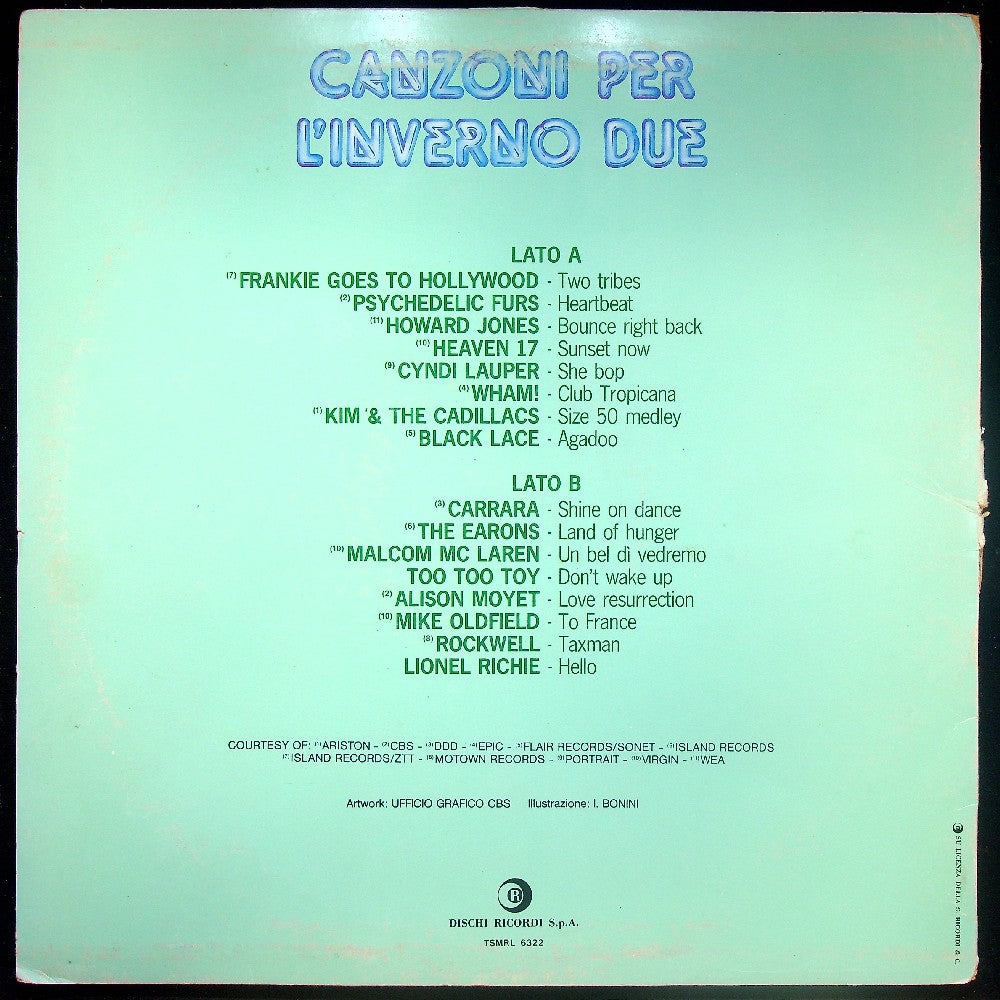 CANZONI PER
L'INVERNO DUE
LATO A
(7) FRANKIE GOES TO HOLLYWOOD - Two tribes
(2) PSYCHEDELIC FURS - Heartbeat
(11) HOWARD JONES - Bounce right back
(10) HEAVEN 17 - Sunset now
(9) CYNDI LAUPER - She bop
(4) WHAM! - Club Tropicana
(1) KIM & THE CADILLACS - Size 50 medley
(5) BLACK LACE - Agadoo
LATO B
(3) CARRARA - Shine on dance
(6) THE EARONS - Land of hunger
(10) MALCOM MC LAREN - Un bel dì vedremo
TOO TOO TOY - Don't wake up
(2) ALISON MOYET - Love resurrection
(10) MIKE OLDFIELD - To France
(8) ROCKWELL - Taxman
LIONEL RICHIE - Hello
COURTESY OF: (1) ARISTON - (2) CBS - (3) DDD - (4) EPIC - (5) FLAIR RECORDS/SONET - (6) ISLAND RECORDS
(7) ISLAND RECORDS/ZTT - (8) MOTOWN RECORDS - (9) PORTRAIT - (10) VIRGIN - (11) WEA
Artwork: UFFICIO GRAFICO CBS Illustrazione: I. BONINI
R
DISCHI RICORDI S.p.A.
TSMRL 6322
R SU LICENZA DELLA G. RICORDI & C.